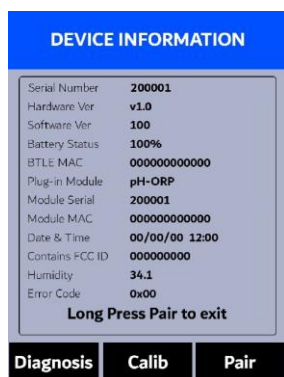 DEVICE INFORMATION
Serial Number 200001
Hardware Ver v1.0
Software Ver 100
Battery Status 100%
BTLE MAC 000000000000
Plug-in Module pH-ORP
Module Serial 200001
Module MAC 000000000000
Date & Time 00/00/00 12:00
Contains FCC ID 000000000
Humidity 34.1
Error Code 0x00
Long Press Pair to exit
Diagnosis Calib Pair